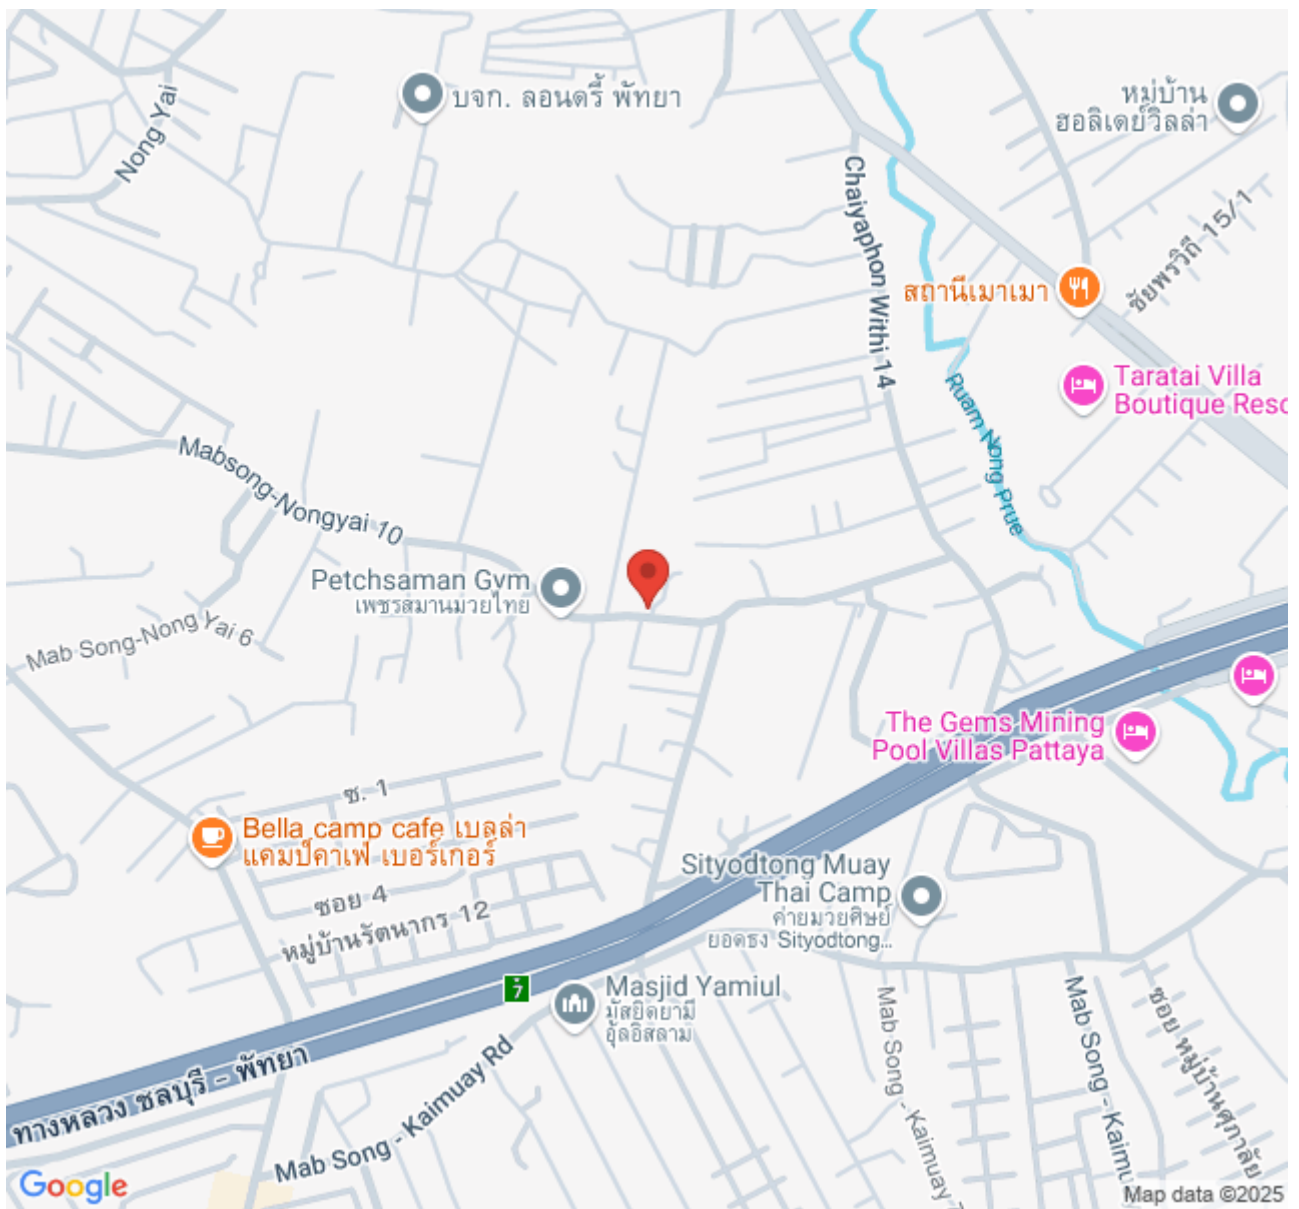 บจก. ลอนดรี้ พัทยา
หมู่บ้าน
ฮอลิเดย์วิลล่า
Nong Yai
Chaiyaphon Withi 14
ชัยพรวิถี 15/1
สถานีเมาเมา
Taratai Villa
Boutique Reso
Ruam Nong Prue
Mabsong-Nongyai 10
Petchsaman Gym
เพชรสมานมวยไทย
Mab Song-Nong Yai 6
The Gems Mining
Pool Villas Pattaya
ซ. 1
Bella camp cafe เบลล่า
แคมป์คาเฟ่ เบอร์เกอร์
ซอย 4
หมู่บ้านรัตนากร 12
Sityodtong Muay
Thai Camp
ค่ายมวยศิษย์
ยอดธง Sityodtong...
7
Masjid Yamiul
มัสยิดยามี
อุ้ลอิสลาม
ทางหลวง ชลบุรี - พัทยา
Mab Song - Kaimuay Rd
Mab Song - Kaimuay 7
Mab Song - Kaimu
ซอย หมู่บ้านศุภาลัย
Google
Map data ©2025